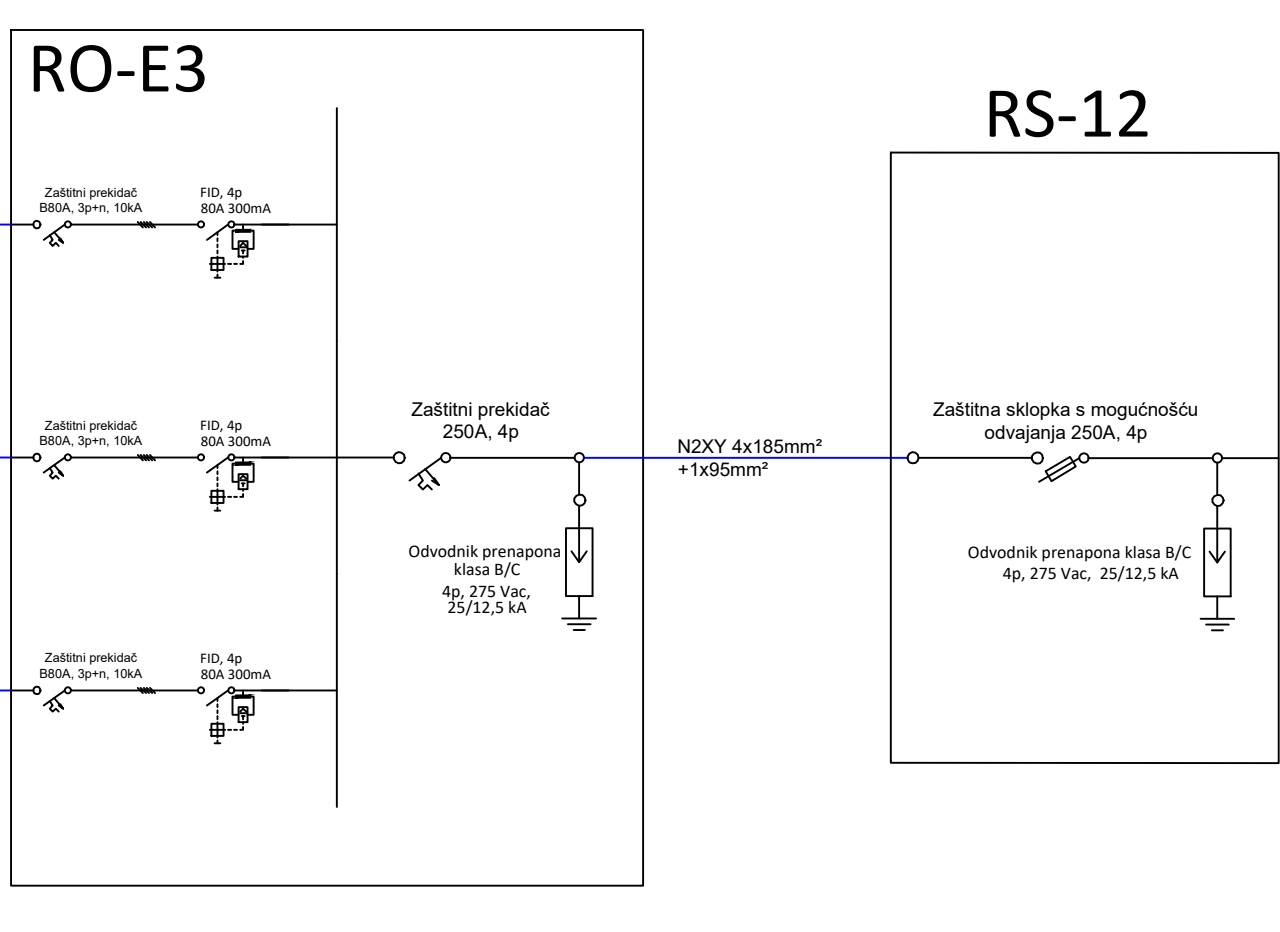 RO-E3
RS-12
Zaštitni prekidač
B80A, 3p+n, 10kA
FID, 4p
80A 300mA
Zaštitni prekidač
B80A, 3p+n, 10kA
FID, 4p
80A 300mA
Zaštitni prekidač
250A, 4p
N2XY 4x185mm²
+1x95mm²
Zaštitna sklopka s mogućnošću
odvajanja 250A, 4p
Odvodnik prenapona
klasa B/C
4p, 275 Vac,
25/12,5 kA
Odvodnik prenapona klasa B/C
4p, 275 Vac, 25/12,5 kA
Zaštitni prekidač
B80A, 3p+n, 10kA
FID, 4p
80A 300mA